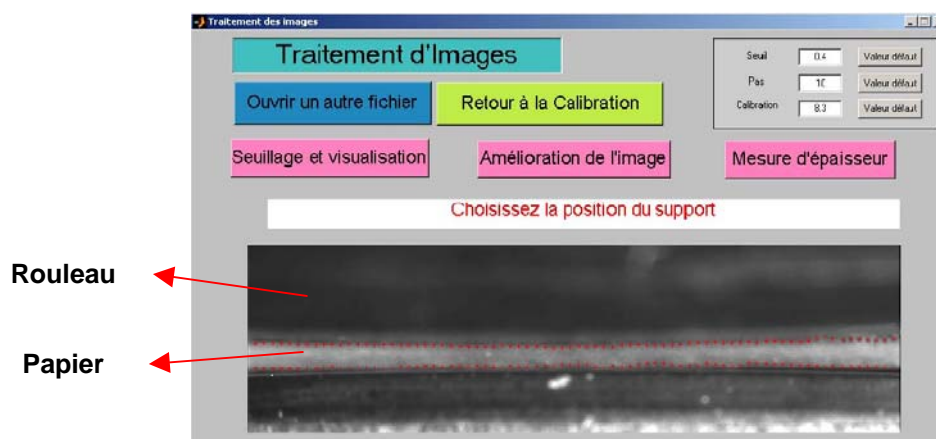 Traitement des images
Traitement d'Images
Seuil 0.4 Valeur défaut
Ouvrir un autre fichier Retour à la Calibration
Pas 10 Valeur défaut
Calibration 8.3 Valeur défaut
Seuillage et visualisation Amélioration de l'image Mesure d'épaisseur
Choisissez la position du support
Rouleau
Papier